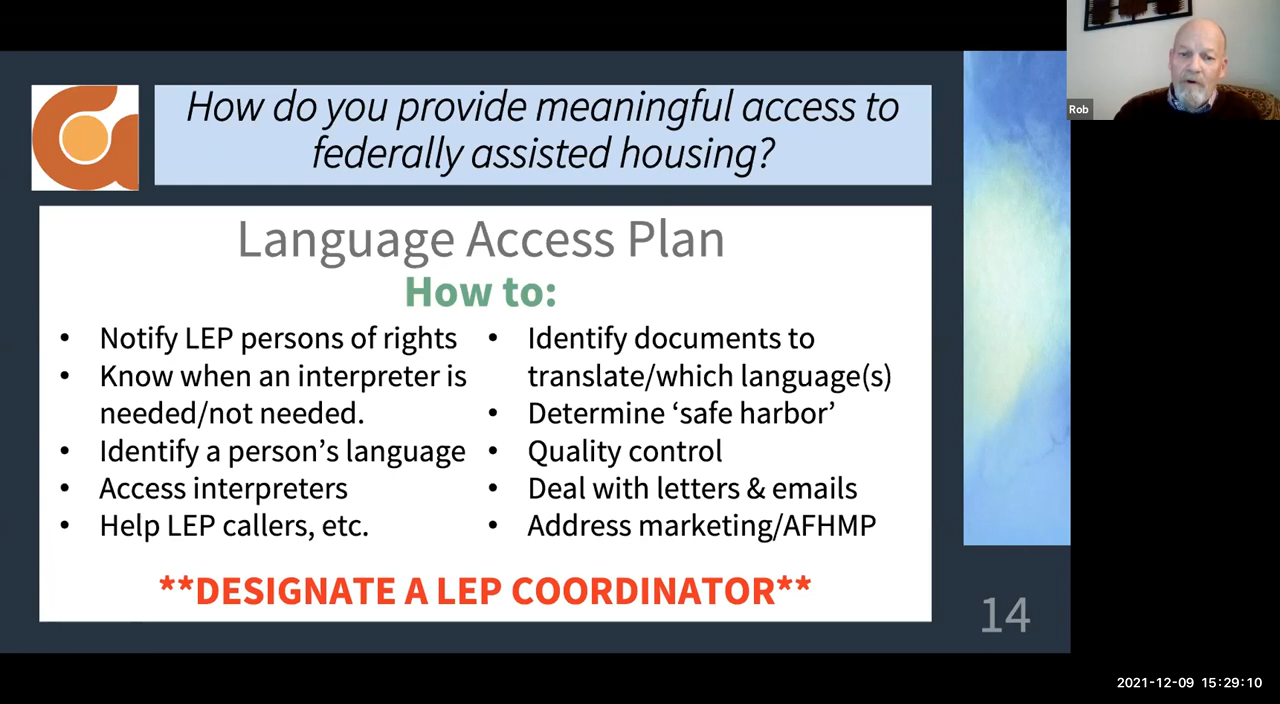 How do you provide meaningful access to
federally assisted housing?
Rob
Language Access Plan
How to:
• Notify LEP persons of rights
• Know when an interpreter is
needed/not needed.
• Identify a person’s language
• Access interpreters
• Help LEP callers, etc.
• Identify documents to
translate/which language(s)
• Determine ‘safe harbor’
• Quality control
• Deal with letters & emails
• Address marketing/AFHMP
**DESIGNATE A LEP COORDINATOR**
14
2021-12-09 15:29:10